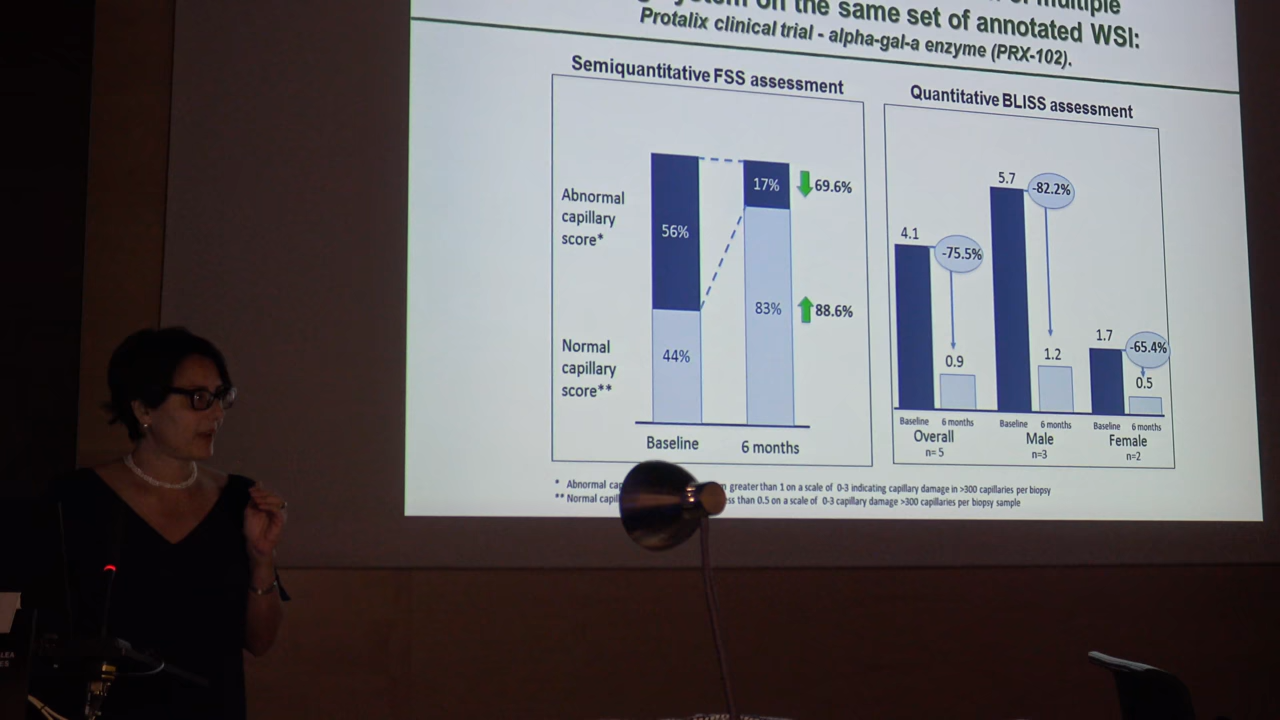 multiple
system on the same set of annotated WSI:
Protalix clinical trial - alpha-gal-a enzyme (PRX-102).
Semiquantitative FSS assessment
Abnormal
capillary
score*
56%
17%
69.6%
83%
88.6%
Normal
capillary
score**
44%
Baseline
6 months
Quantitative BLISS assessment
4.1
-75.5%
0.9
5.7
-82.2%
1.2
1.7
-65.4%
0.5
Baseline 6 months
Overall
n= 5
Baseline 6 months
Male
n=3
Baseline 6 months
Female
n=2
* Abnormal greater than 1 on a scale of 0-3 indicating capillary damage in >300 capillaries per biopsy
** Normal than 0.5 on a scale of 0-3 capillary damage >300 capillaries per biopsy sample